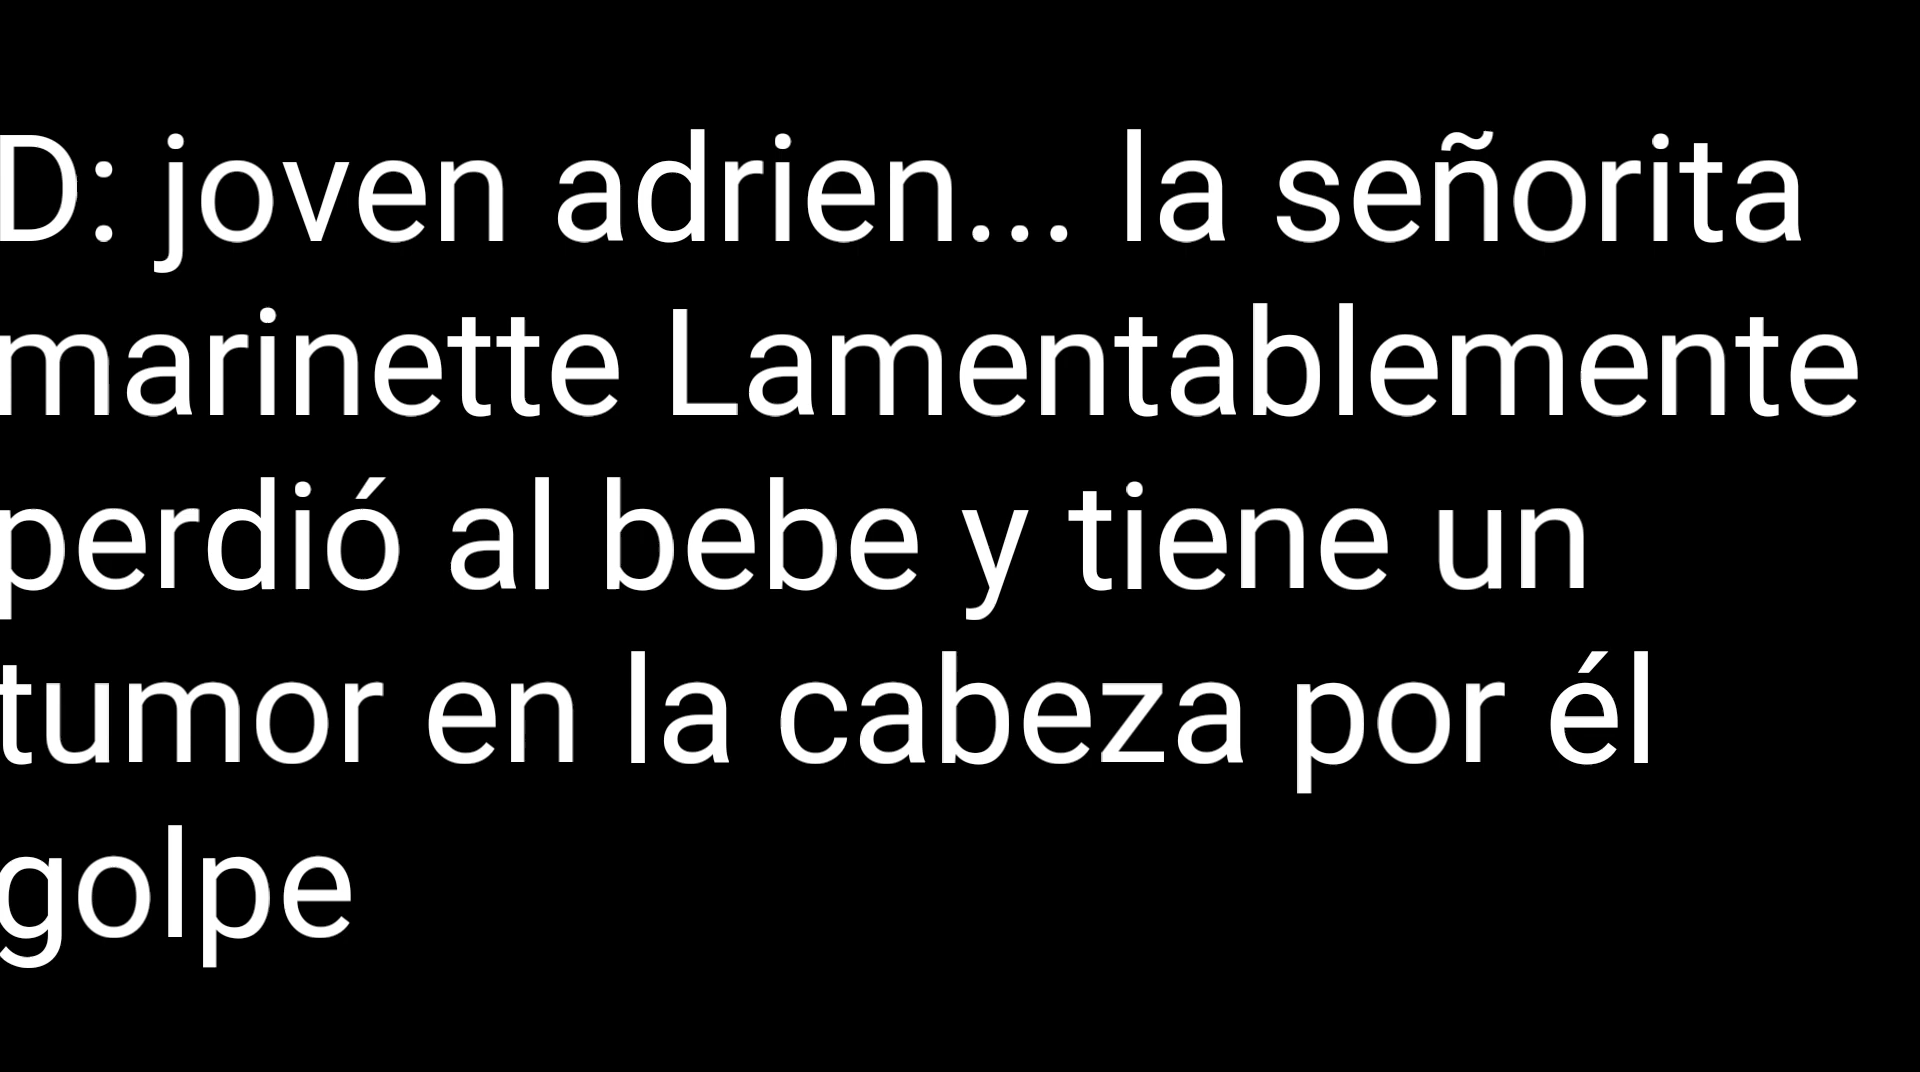 D: joven adrien... la señorita
marinette Lamentablemente
perdió al bebe y tiene un
tumor en la cabeza por él
golpe